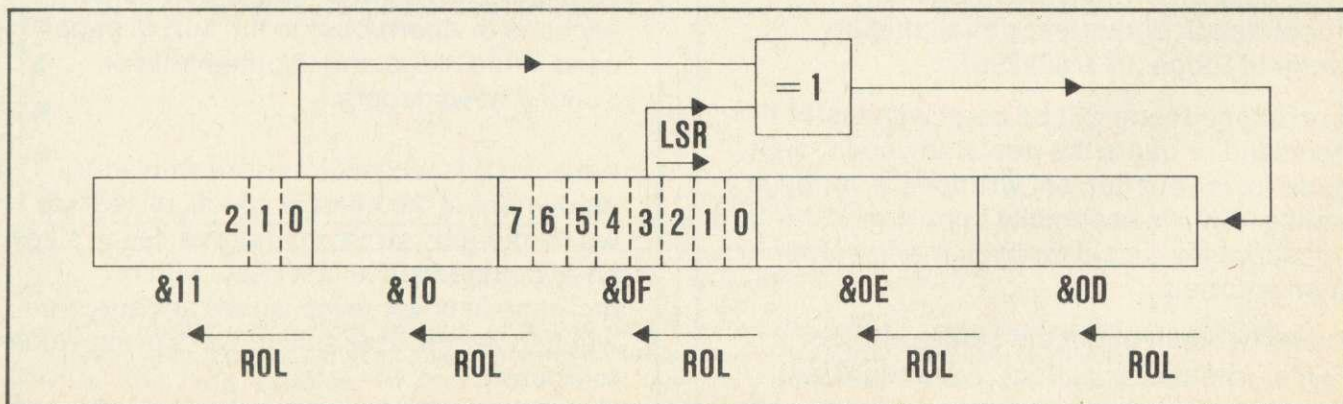 = 1
LSR
2 1 0
7 6 5 4 3 2 1 0
&11 &10 &0F &0E &0D
ROL ROL ROL ROL ROL